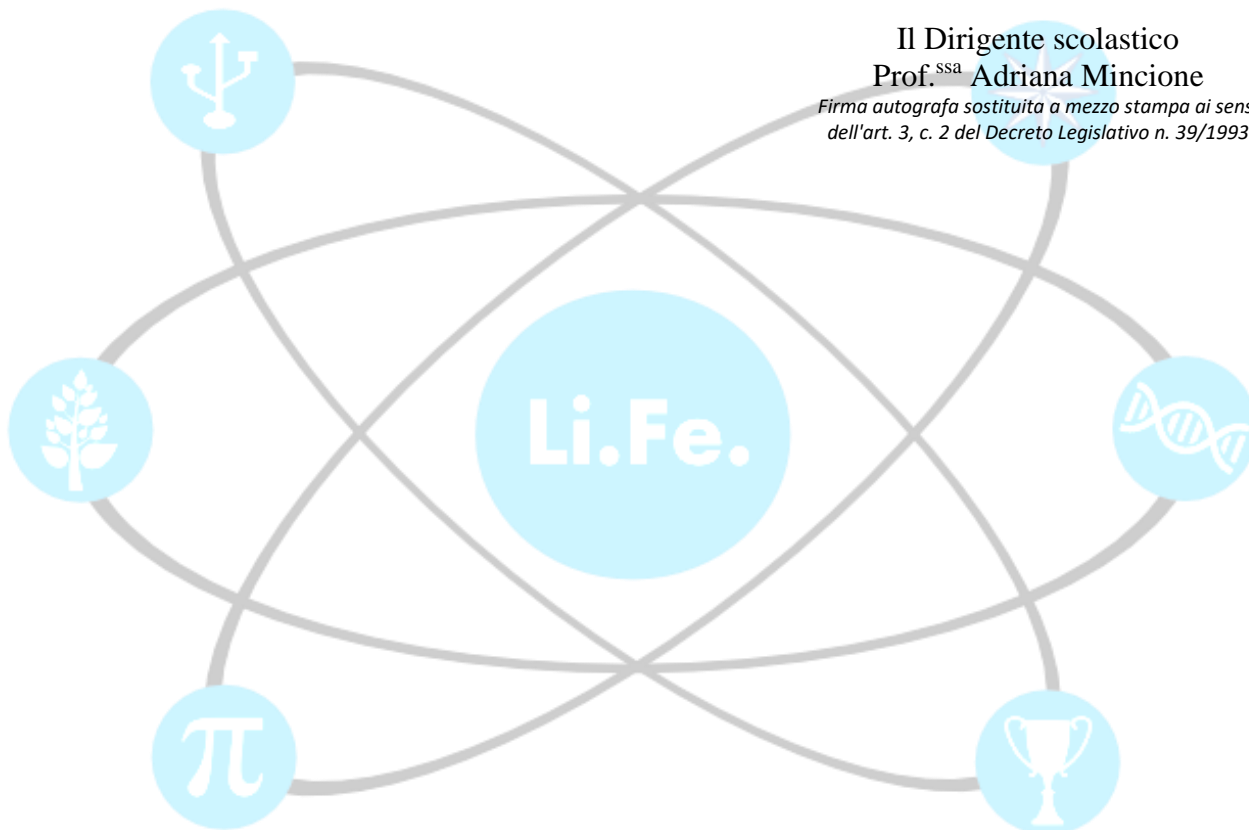 Il Dirigente scolastico
Prof.ssa Adriana Mincione
Firma autografa sostituita a mezzo stampa ai sens
dell'art. 3, c. 2 del Decreto Legislativo n. 39/1993
Li.Fe.
π